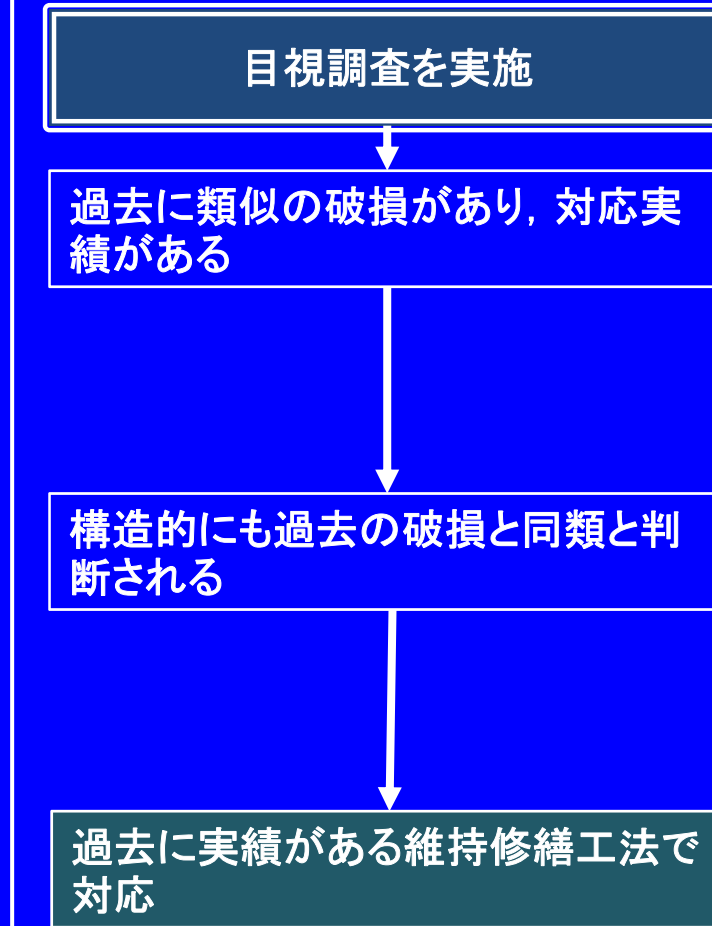 目視調査を実施
過去に類似の破損があり，対応実
績がある
構造的にも過去の破損と同類と判
断される
過去に実績がある維持修繕工法で
対応